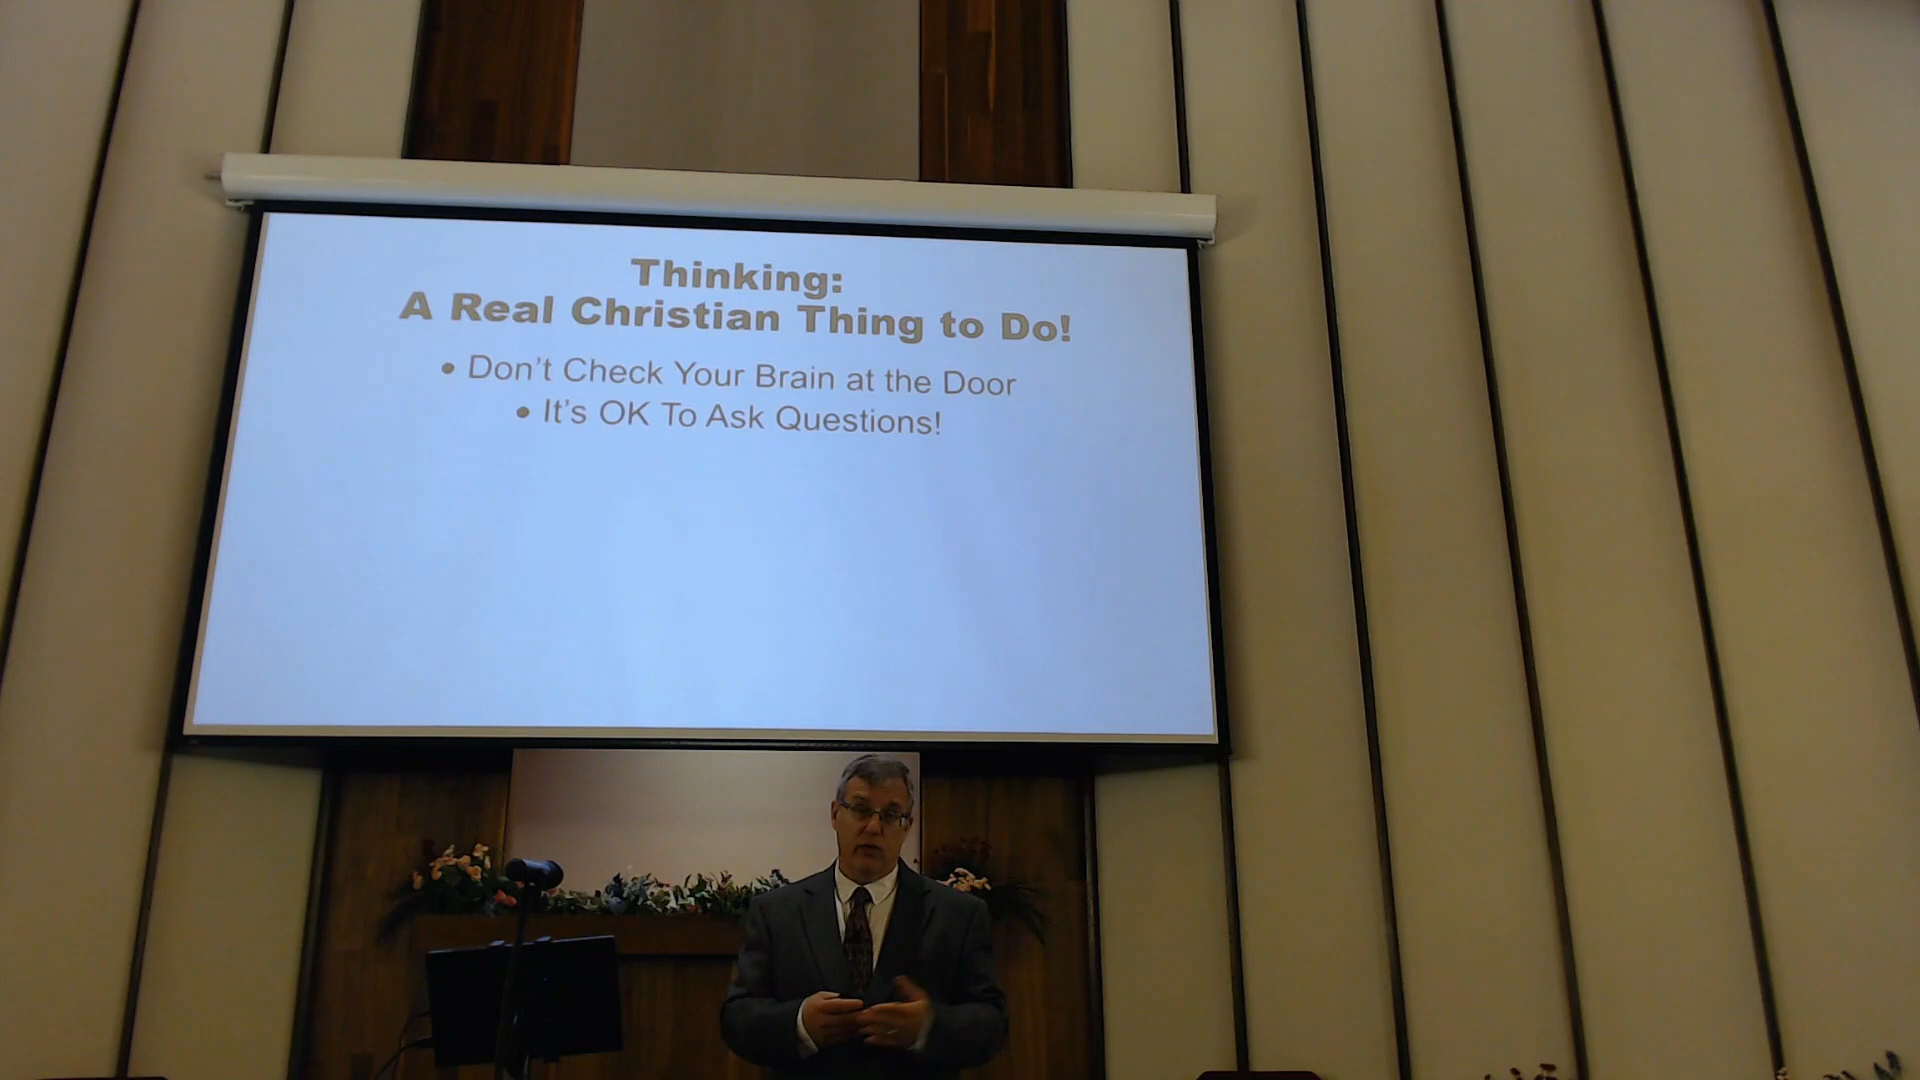 Thinking:
A Real Christian Thing to Do!
• Don't Check Your Brain at the Door
• It's OK To Ask Questions!